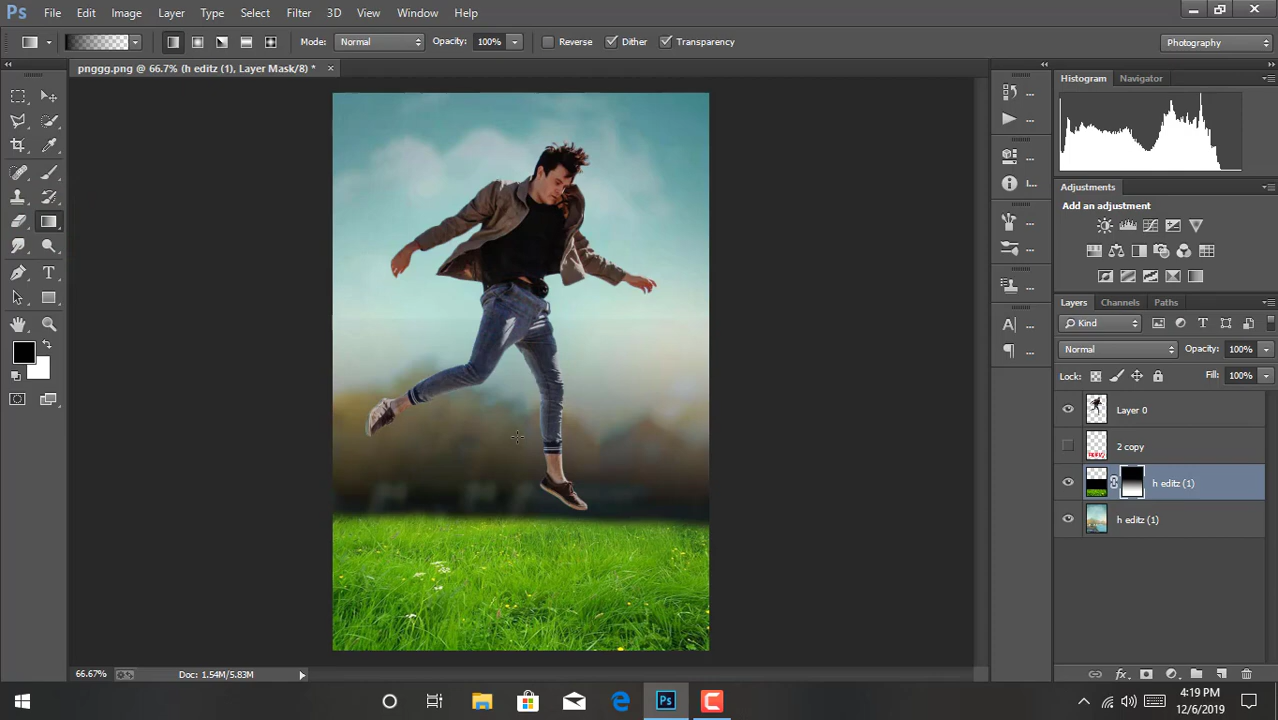 Ps File Edit Image Layer Type Select Filter 3D View Window Help
Mode: Normal Opacity: 100% Reverse Dither Transparency Photography
pnggg.png @ 66.7% (h editz (1), Layer Mask/8) * ×
Histogram Navigator
Adjustments
Add an adjustment
Layers Channels Paths
Kind
Normal Opacity: 100%
Lock: Fill: 100%
Layer 0
2 copy
h editz (1)
h editz (1)
66.67% Doc: 1.54M/5.83M
Ps 4:19 PM
12/6/2019